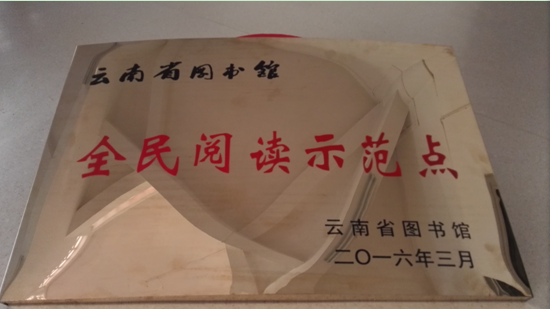 云南省图书馆
全民阅读示范点
云南省图书馆
二〇一六年三月